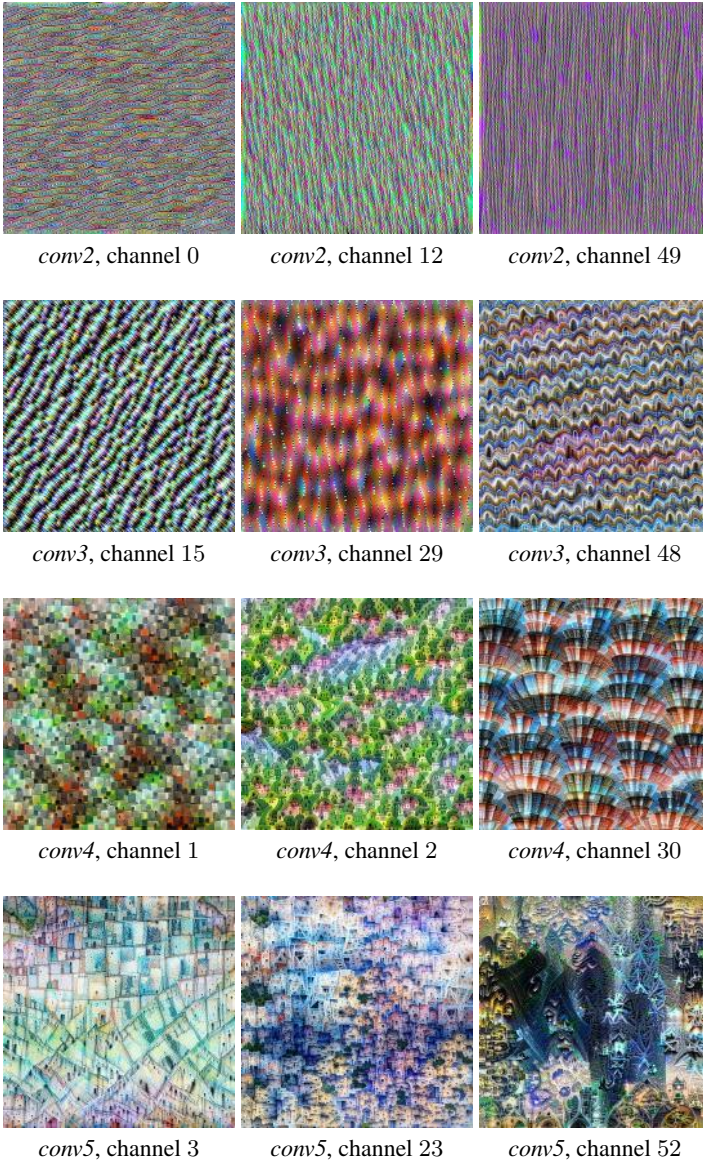 conv2, channel 0
conv2, channel 12
conv2, channel 49
conv3, channel 15
conv3, channel 29
conv3, channel 48
conv4, channel 1
conv4, channel 2
conv4, channel 30
conv5, channel 3
conv5, channel 23
conv5, channel 52